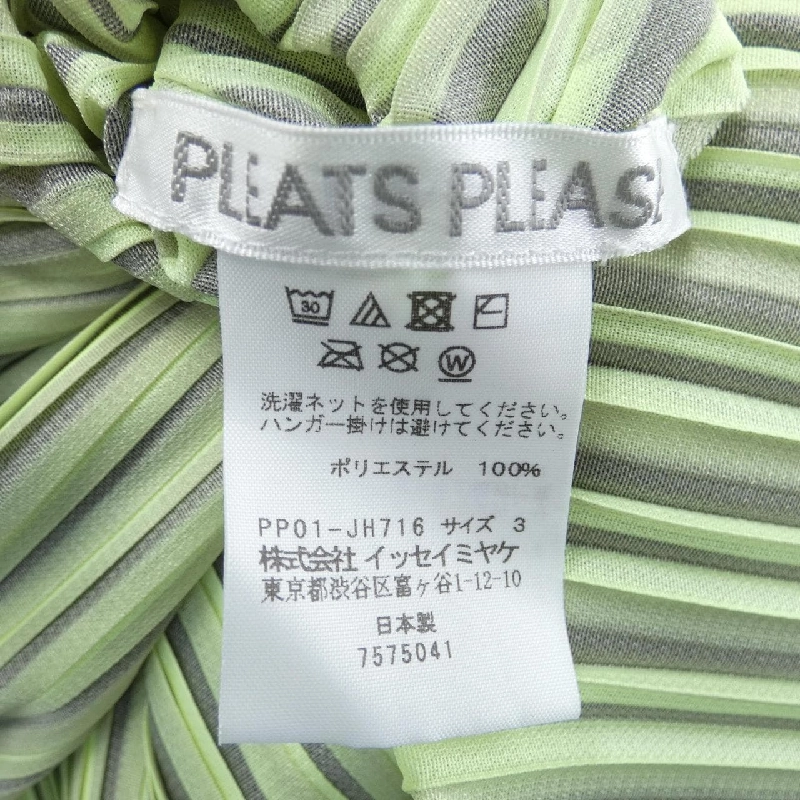 PLEATS PLEASE
30
W
洗濯ネットを使用してください。
ハンガー掛けは避けてください。
ポリエステル 100%
PP01-JH716 サイズ 3
株式会社 イッセイミヤケ
東京都渋谷区富ヶ谷1-12-10
日本製
7575041